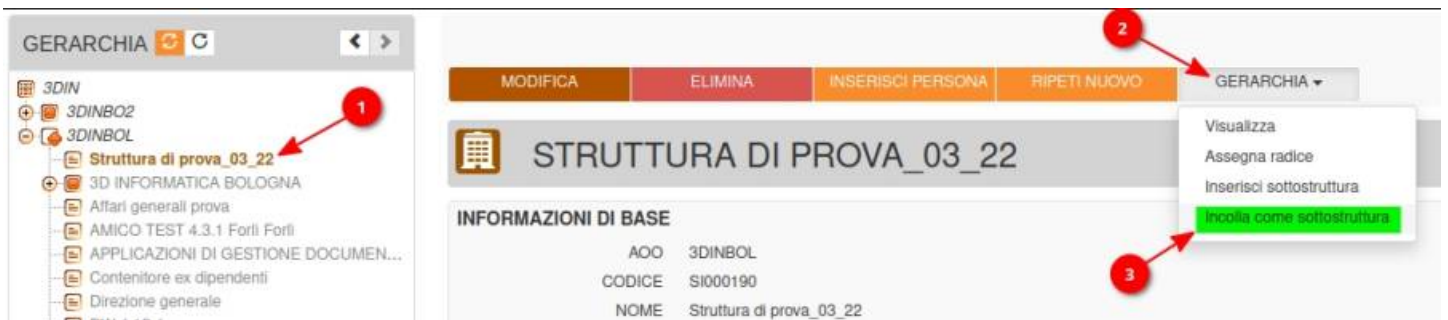 GERARCHIA
3DIN
3DINBO2
3DINBOL
Struttura di prova_03_22
3D INFORMATICA BOLOGNA
Affari generali prova
AMICO TEST 4.3.1 Forlì Forlì
APPLICAZIONI DI GESTIONE DOCUMEN...
Contenitore ex dipendenti
Direzione generale
1
2
MODIFICA ELIMINA INSERISCI PERSONA RIPETI NUOVO GERARCHIA
Visualizza
Assegna radice
Inserisci sottostruttura
Incolla come sottostruttura
3
STRUTTURA DI PROVA_03_22
INFORMAZIONI DI BASE
AOO 3DINBOL
CODICE SI000190
NOME Struttura di prova_03_22